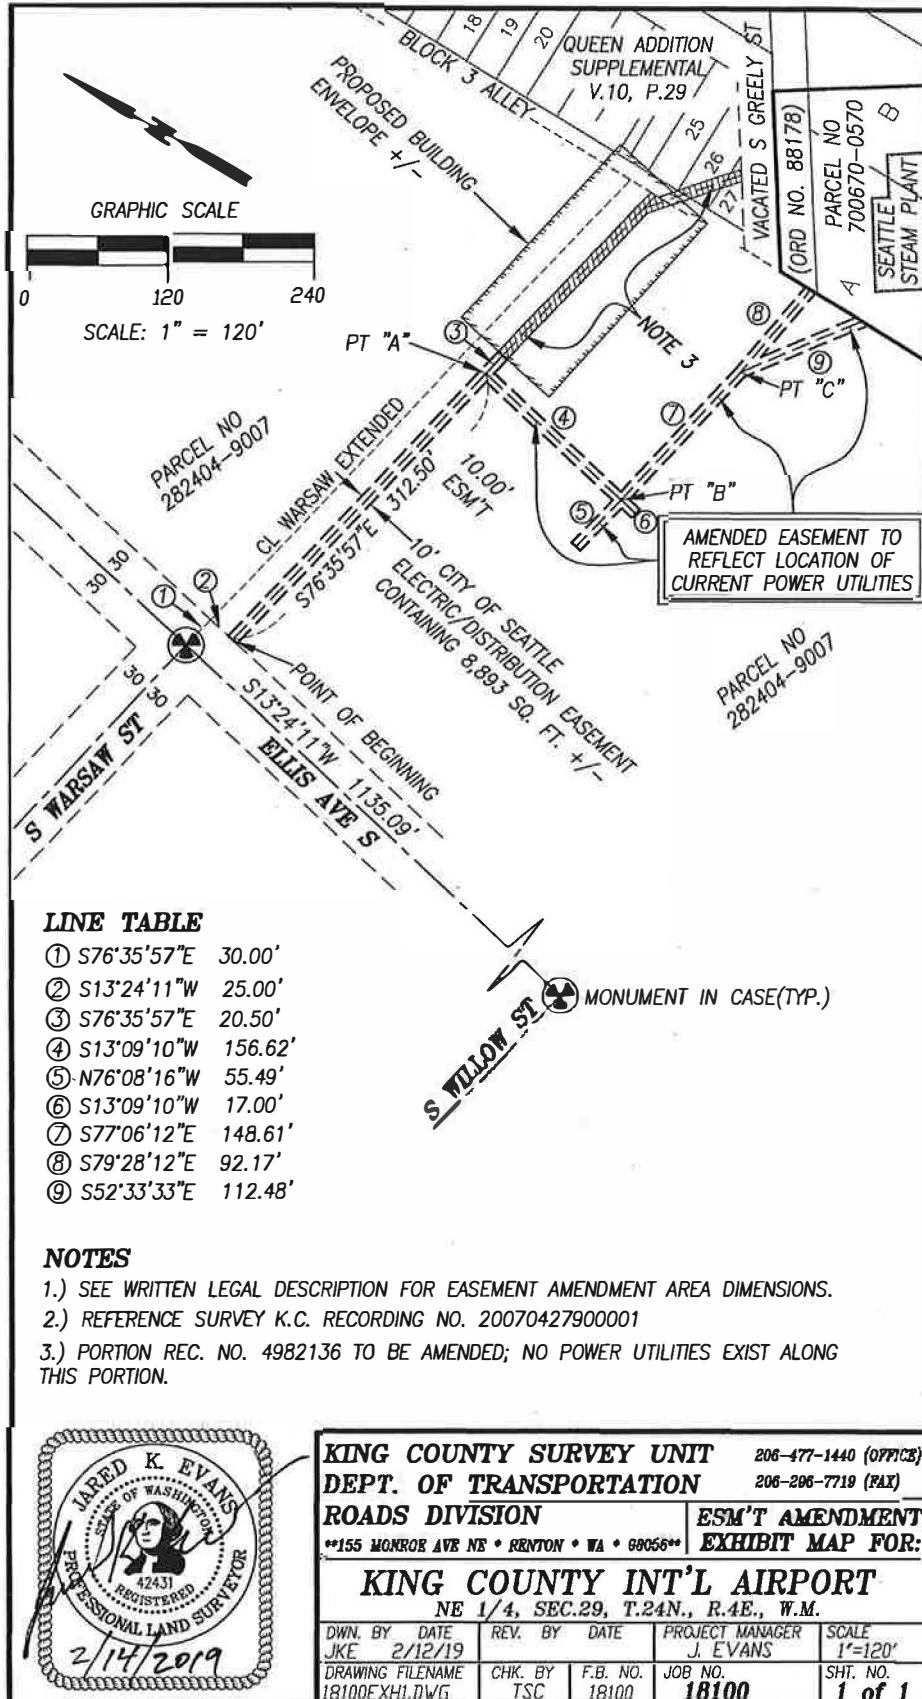 18
19
20
BLOCK 3 ALLEY
QUEEN ADDITION
SUPPLEMENTAL
V.10, P.29
25
26
27
VACATED S GREELY ST
(ORD NO. 88178)
PARCEL NO
700670-0570
B
A
SEATTLE
STEAM PLANT
PROPOSED BUILDING
ENVELOPE +/-
GRAPHIC SCALE
0 120 240
SCALE: 1" = 120'
PT "A"
3
NOTE 3
8
9
PT "C"
7
4
PT "B"
5
6
E
10.00'
ESM'T
AMENDED EASEMENT TO
REFLECT LOCATION OF
CURRENT POWER UTILITIES
PARCEL NO
282404-9007
CL WARSAW EXTENDED
S76°35'57"E 312.50'
10' CITY OF SEATTLE
ELECTRIC/DISTRIBUTION EASEMENT
CONTAINING 8,893 SQ. FT. +/-
PARCEL NO
282404-9007
30 30
1
2
30 30
POINT OF BEGINNING
S13°24'11"W 1135.09'
ELLIS AVE S
S WARSAW ST
S WILLOW ST
MONUMENT IN CASE(TYP.)
LINE TABLE
1 S76°35'57"E 30.00'
2 S13°24'11"W 25.00'
3 S76°35'57"E 20.50'
4 S13°09'10"W 156.62'
5 N76°08'16"W 55.49'
6 S13°09'10"W 17.00'
7 S77°06'12"E 148.61'
8 S79°28'12"E 92.17'
9 S52°33'33"E 112.48'
NOTES
1.) SEE WRITTEN LEGAL DESCRIPTION FOR EASEMENT AMENDMENT AREA DIMENSIONS.
2.) REFERENCE SURVEY K.C. RECORDING NO. 20070427900001
3.) PORTION REC. NO. 4982136 TO BE AMENDED; NO POWER UTILITIES EXIST ALONG
THIS PORTION.
JARED K. EVANS
STATE OF WASHINGTON
42431
REGISTERED
PROFESSIONAL LAND SURVEYOR
2/14/2019
KING COUNTY SURVEY UNIT 206-477-1440 (OFFICE)
DEPT. OF TRANSPORTATION 206-296-7719 (FAX)
ROADS DIVISION
**155 MONROE AVE NE * RENTON * WA * 98056**
ESM'T AMENDMENT
EXHIBIT MAP FOR:
KING COUNTY INT'L AIRPORT
NE 1/4, SEC.29, T.24N., R.4E., W.M.
DWN. BY DATE REV. BY DATE PROJECT MANAGER SCALE
JKE 2/12/19 J. EVANS 1"=120'
DRAWING FILENAME CHK. BY F.B. NO. JOB NO. SHT. NO.
18100EXH1.DWG TSC 18100 18100 1 of 1